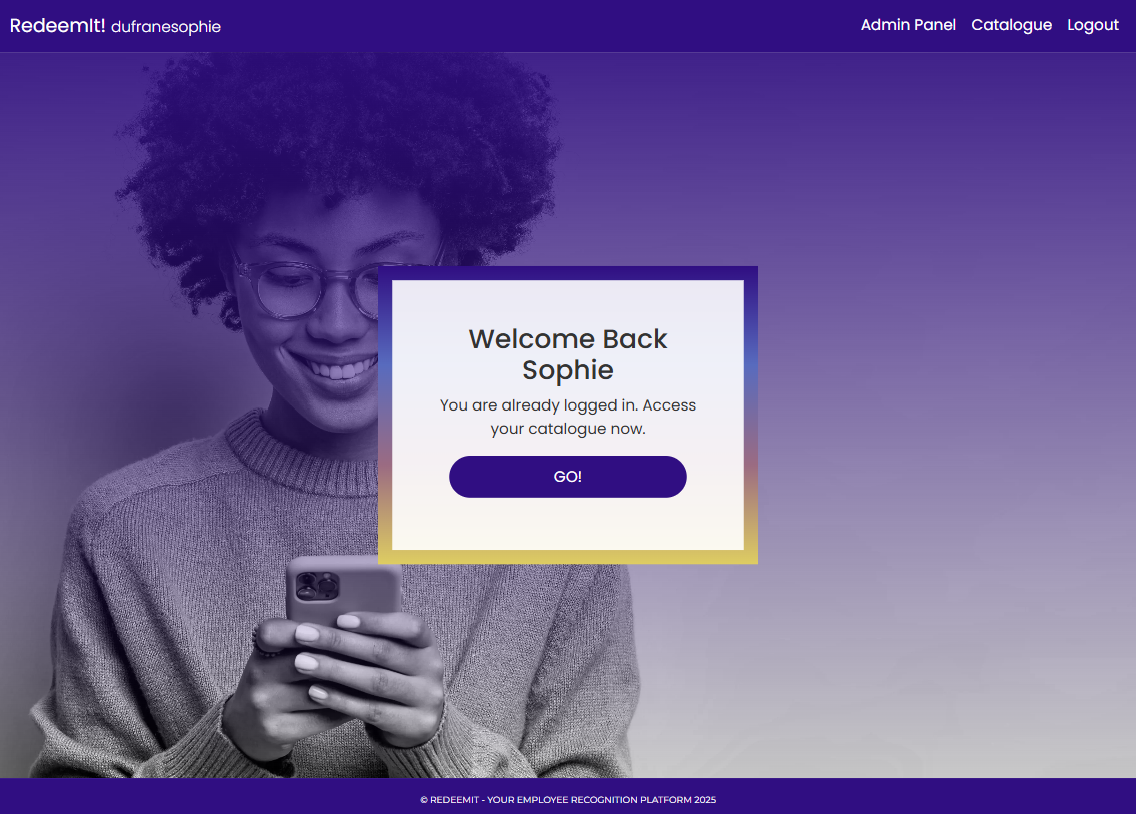 RedeemIt! dufranesophie
Admin Panel Catalogue Logout
Welcome Back
Sophie
You are already logged in. Access
your catalogue now.
GO!
© REDEEMIT - YOUR EMPLOYEE RECOGNITION PLATFORM 2025